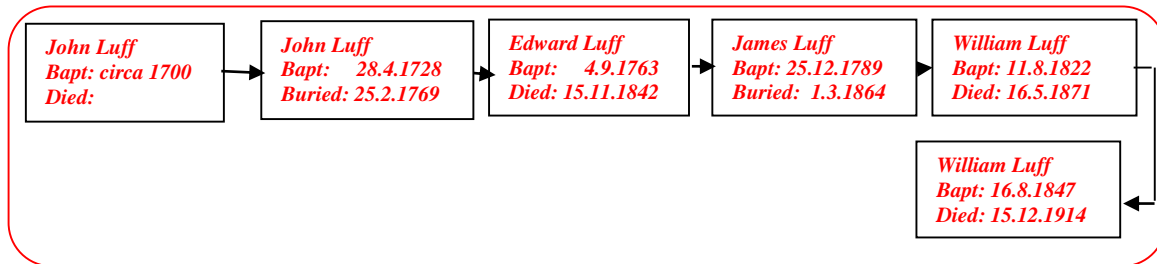 John Luff
Bapt: circa 1700
Died:
John Luff
Bapt: 28.4.1728
Buried: 25.2.1769
Edward Luff
Bapt: 4.9.1763
Died: 15.11.1842
James Luff
Bapt: 25.12.1789
Buried: 1.3.1864
William Luff
Bapt: 11.8.1822
Died: 16.5.1871
William Luff
Bapt: 16.8.1847
Died: 15.12.1914